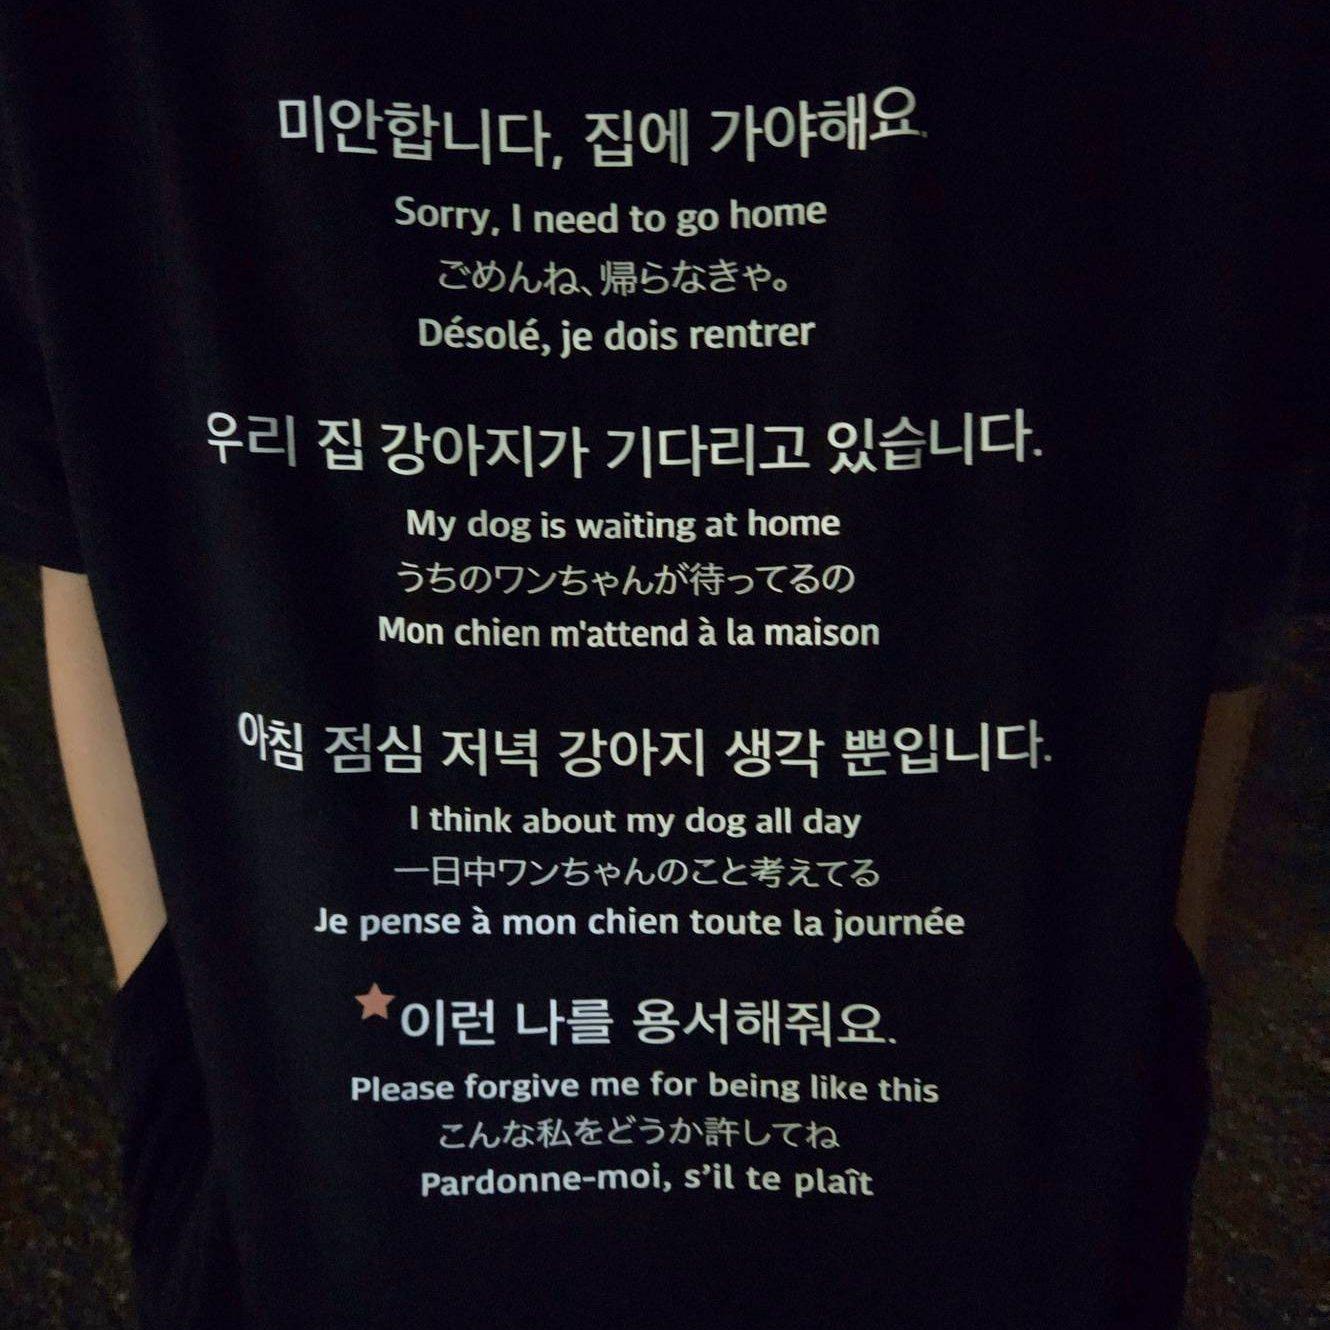 미안합니다, 집에 가야해요.
Sorry, I need to go home
ごめんね、帰らなきゃ。
Désolé, je dois rentrer
우리 집 강아지가 기다리고 있습니다.
My dog is waiting at home
うちのワンちゃんが待ってるの
Mon chien m'attend à la maison
아침 점심 저녁 강아지 생각 뿐입니다.
I think about my dog all day
一日中ワンちゃんのこと考えてる
Je pense à mon chien toute la journée
이런 나를 용서해줘요.
Please forgive me for being like this
こんな私をどうか許してね
Pardonne-moi, s’il te plaît